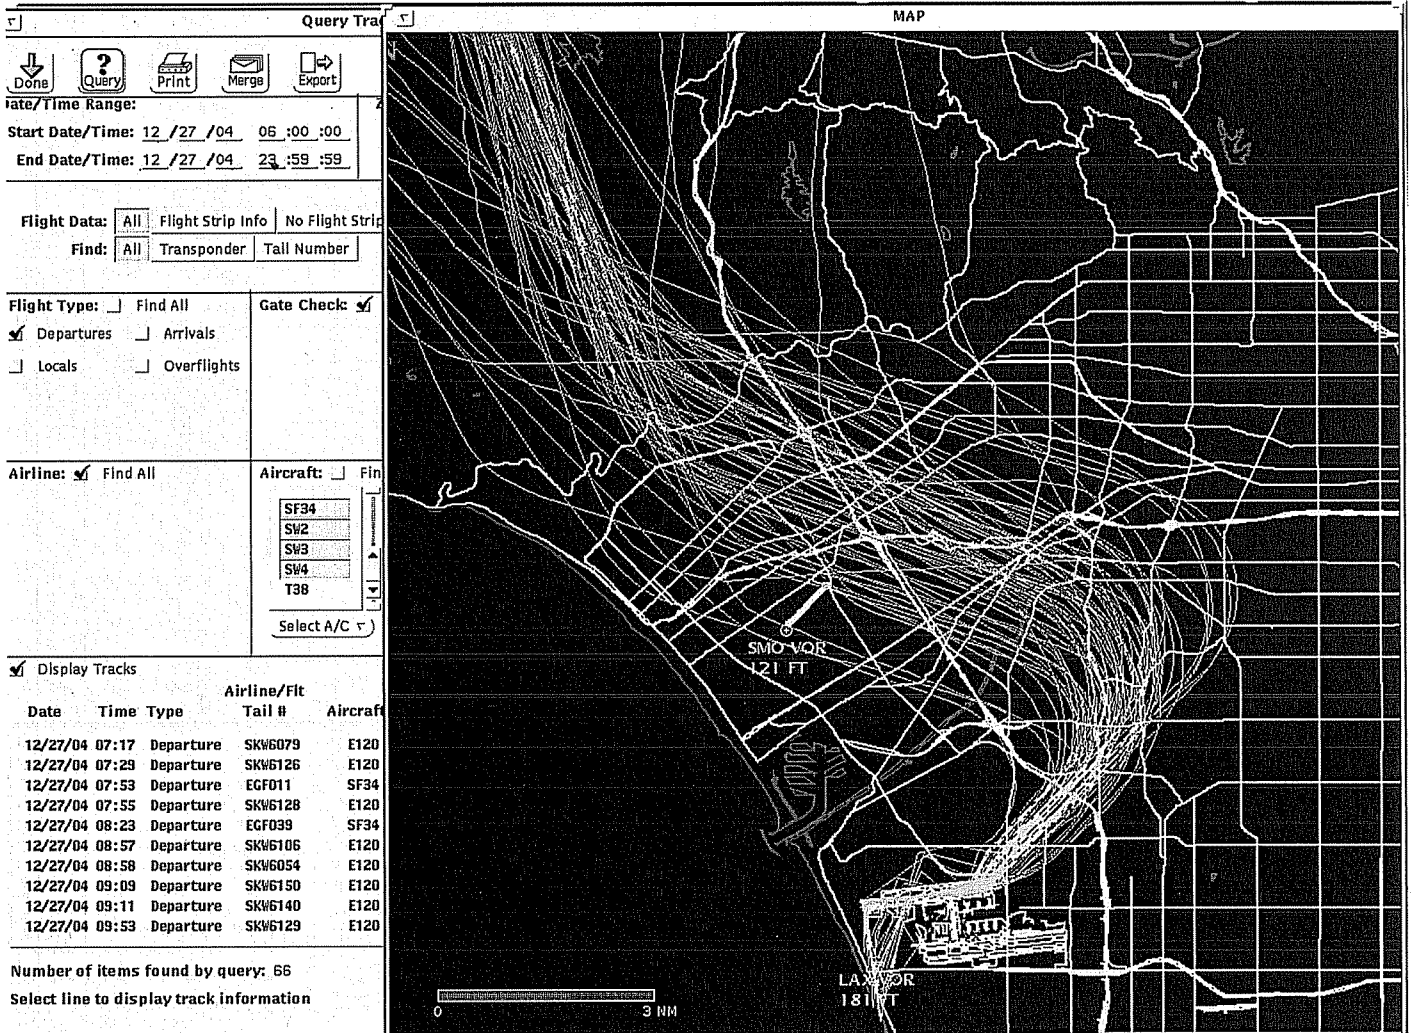 Query Tra
MAP
Done Query Print Merge Export
Date/Time Range:
Start Date/Time: 12 /27 /04 06 :00 :00
End Date/Time: 12 /27 /04 23 :59 :59
Flight Data: All Flight Strip Info No Flight Strip
Find: All Transponder Tail Number
Flight Type: Find All Gate Check:
Departures Arrivals
Locals Overflights
Airline: Find All Aircraft: Fin
SF34
SW2
SW3
SW4
T38
Select A/C
SMO VOR
121 FT
Display Tracks
Airline/Flt
Date Time Type Tail # Aircraft
12/27/04 07:17 Departure SKW6079 E120
12/27/04 07:29 Departure SKW6126 E120
12/27/04 07:53 Departure EGF011 SF34
12/27/04 07:55 Departure SKW6128 E120
12/27/04 08:23 Departure EGF039 SF34
12/27/04 08:57 Departure SKW6106 E120
12/27/04 08:58 Departure SKW6054 E120
12/27/04 09:09 Departure SKW6150 E120
12/27/04 09:11 Departure SKW6140 E120
12/27/04 09:53 Departure SKW6129 E120
Number of items found by query: 66
Select line to display track information
LAX VOR
181 FT
0 3 NM